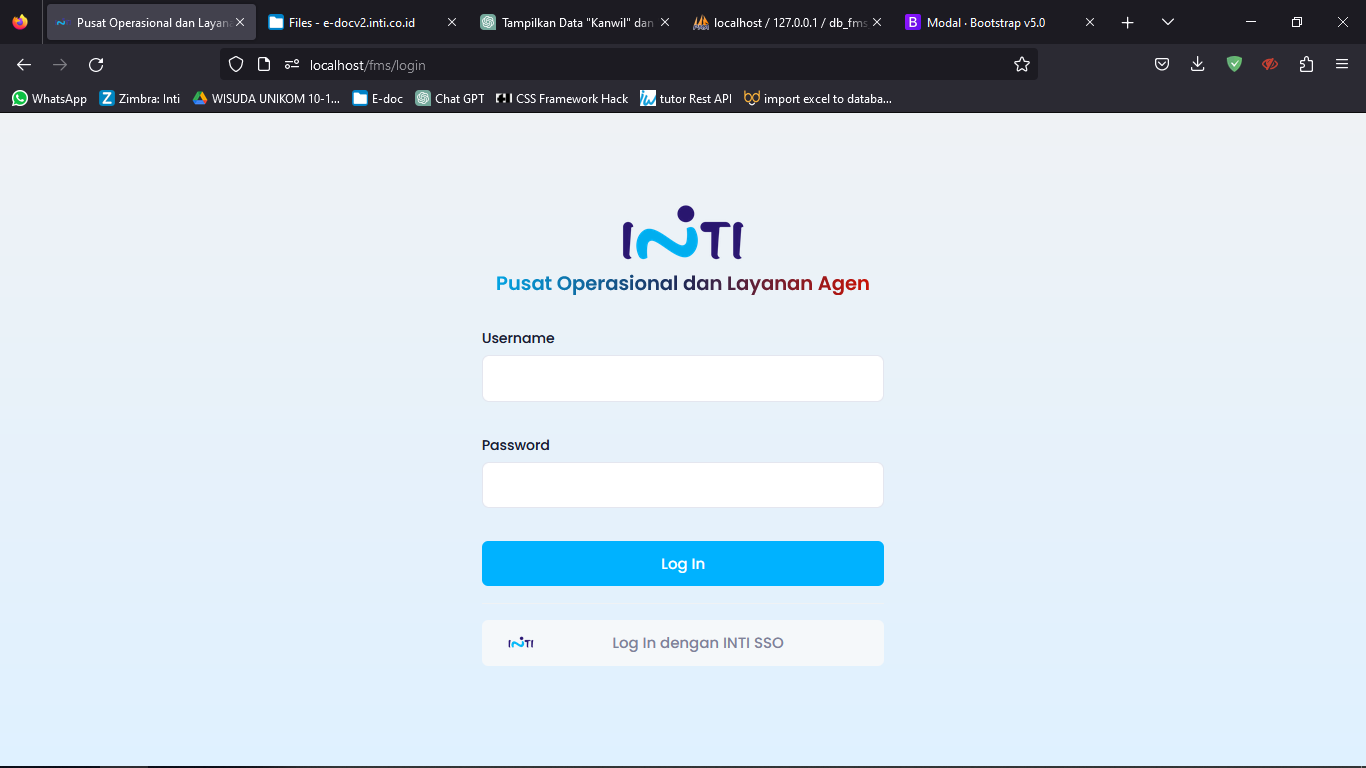 Pusat Operasional dan Layan
Files - e-docv2.inti.co.id
Tampilkan Data "Kanwil" dan
localhost / 127.0.0.1 / db_fms
Modal · Bootstrap v5.0
localhost/fms/login
WhatsApp
Zimbra: Inti
WISUDA UNIKOM 10-1...
E-doc
Chat GPT
CSS Framework Hack
tutor Rest API
import excel to databa...
INTI
Pusat Operasional dan Layanan Agen
Username
Password
Log In
INTI
Log In dengan INTI SSO